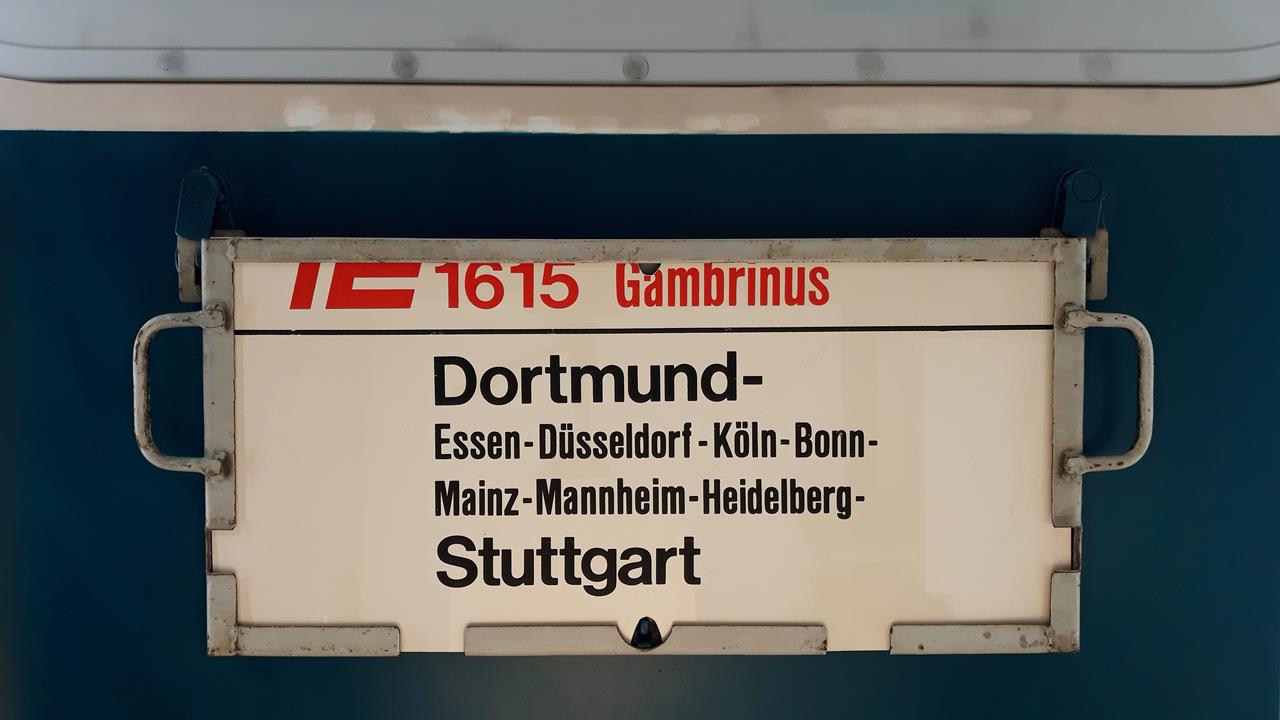 IC 1615 Gambrinus
Dortmund-
Essen-Düsseldorf-Köln-Bonn-
Mainz-Mannheim-Heidelberg-
Stuttgart